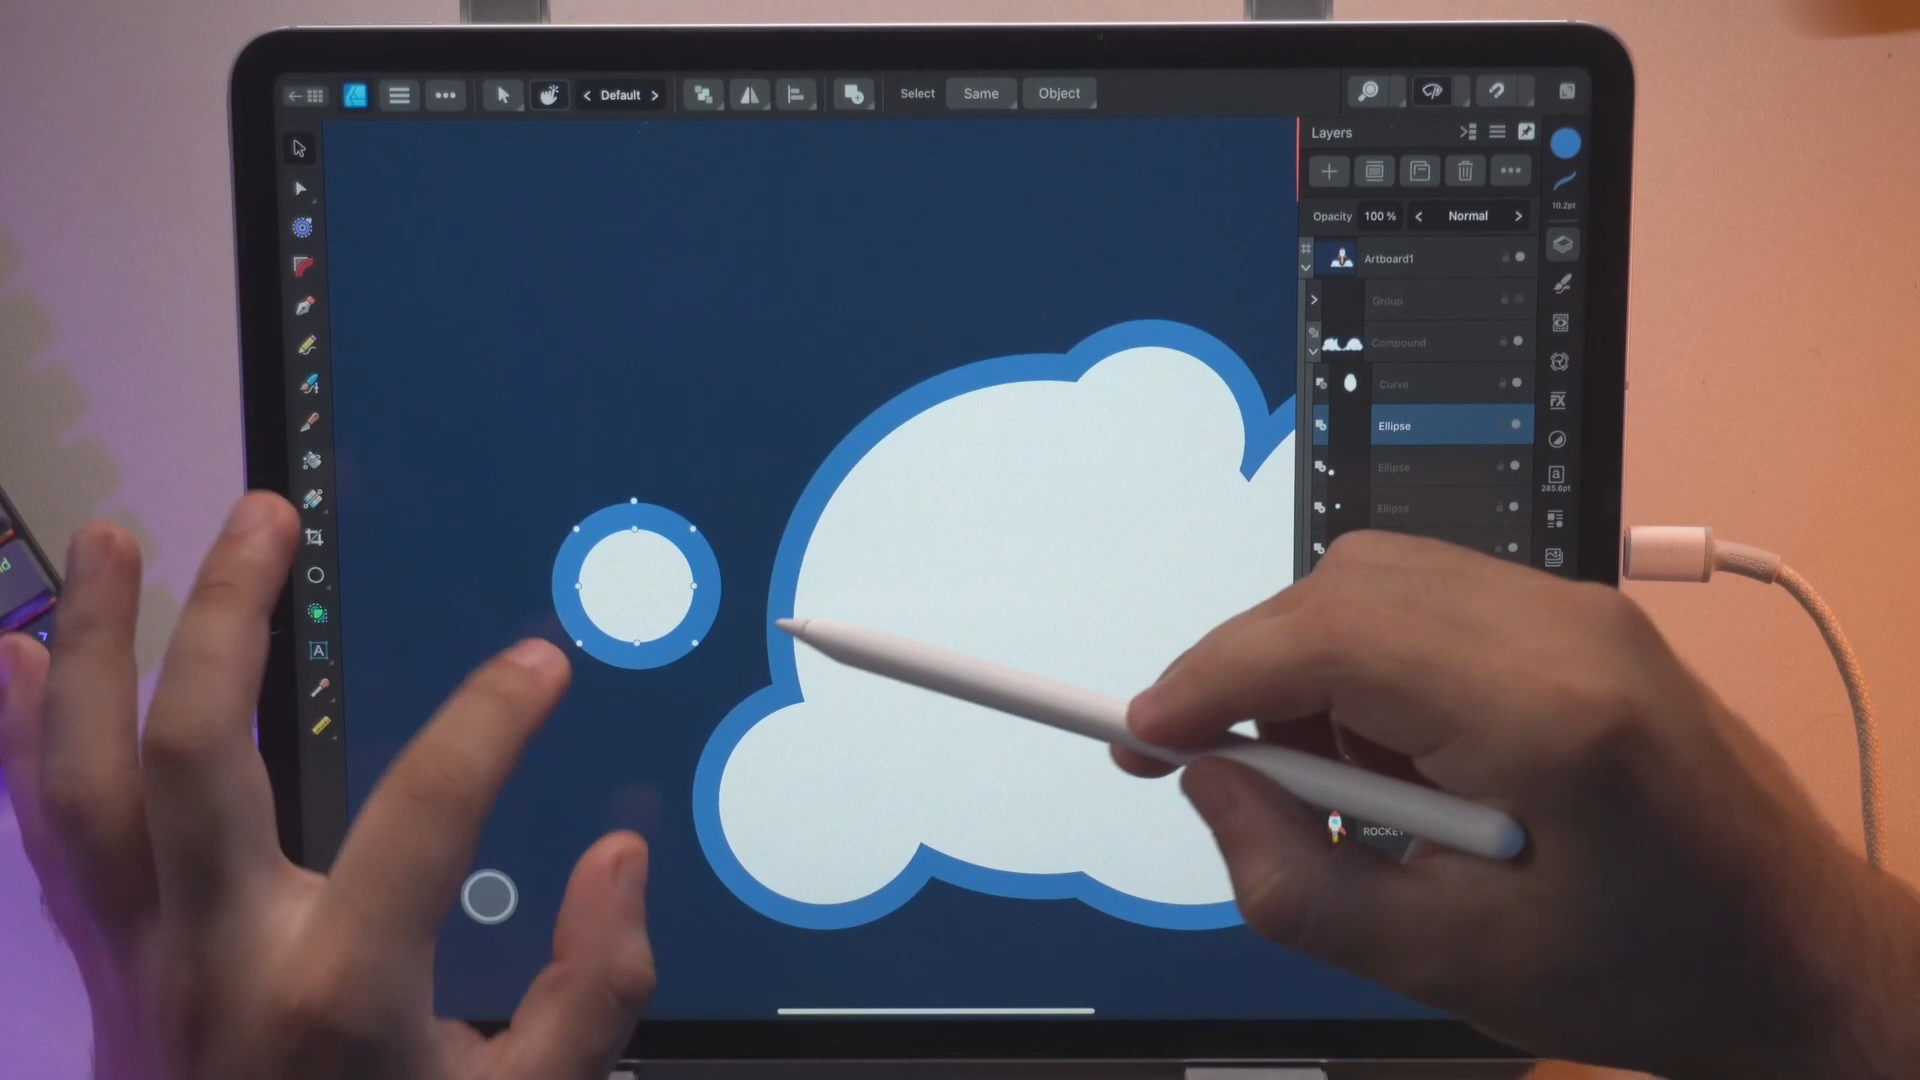 Default
Select
Same
Object
Layers
Opacity 100 % Normal
10.2pt
Artboard1
Group
Compound
Curve
Ellipse
Ellipse
Ellipse
a
285.6pt
FX
A